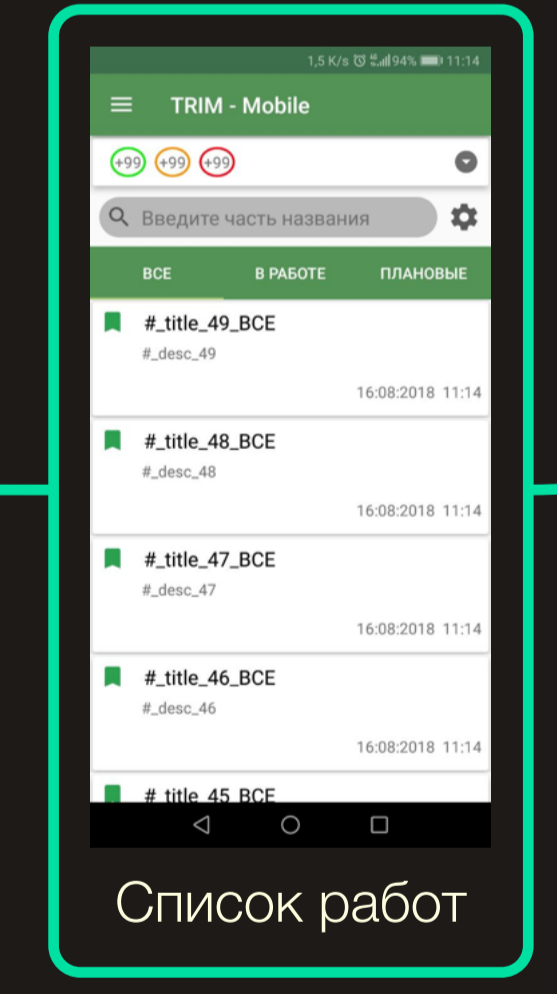 1,5 K/s 94% 11:14
TRIM - Mobile
+99 +99 +99
Введите часть названия
ВСЕ В РАБОТЕ ПЛАНОВЫЕ
#_title_49_ВСЕ
#_desc_49
16:08:2018 11:14
#_title_48_ВСЕ
#_desc_48
16:08:2018 11:14
#_title_47_ВСЕ
#_desc_47
16:08:2018 11:14
#_title_46_ВСЕ
#_desc_46
16:08:2018 11:14
#_title_45_ВСЕ
Список работ